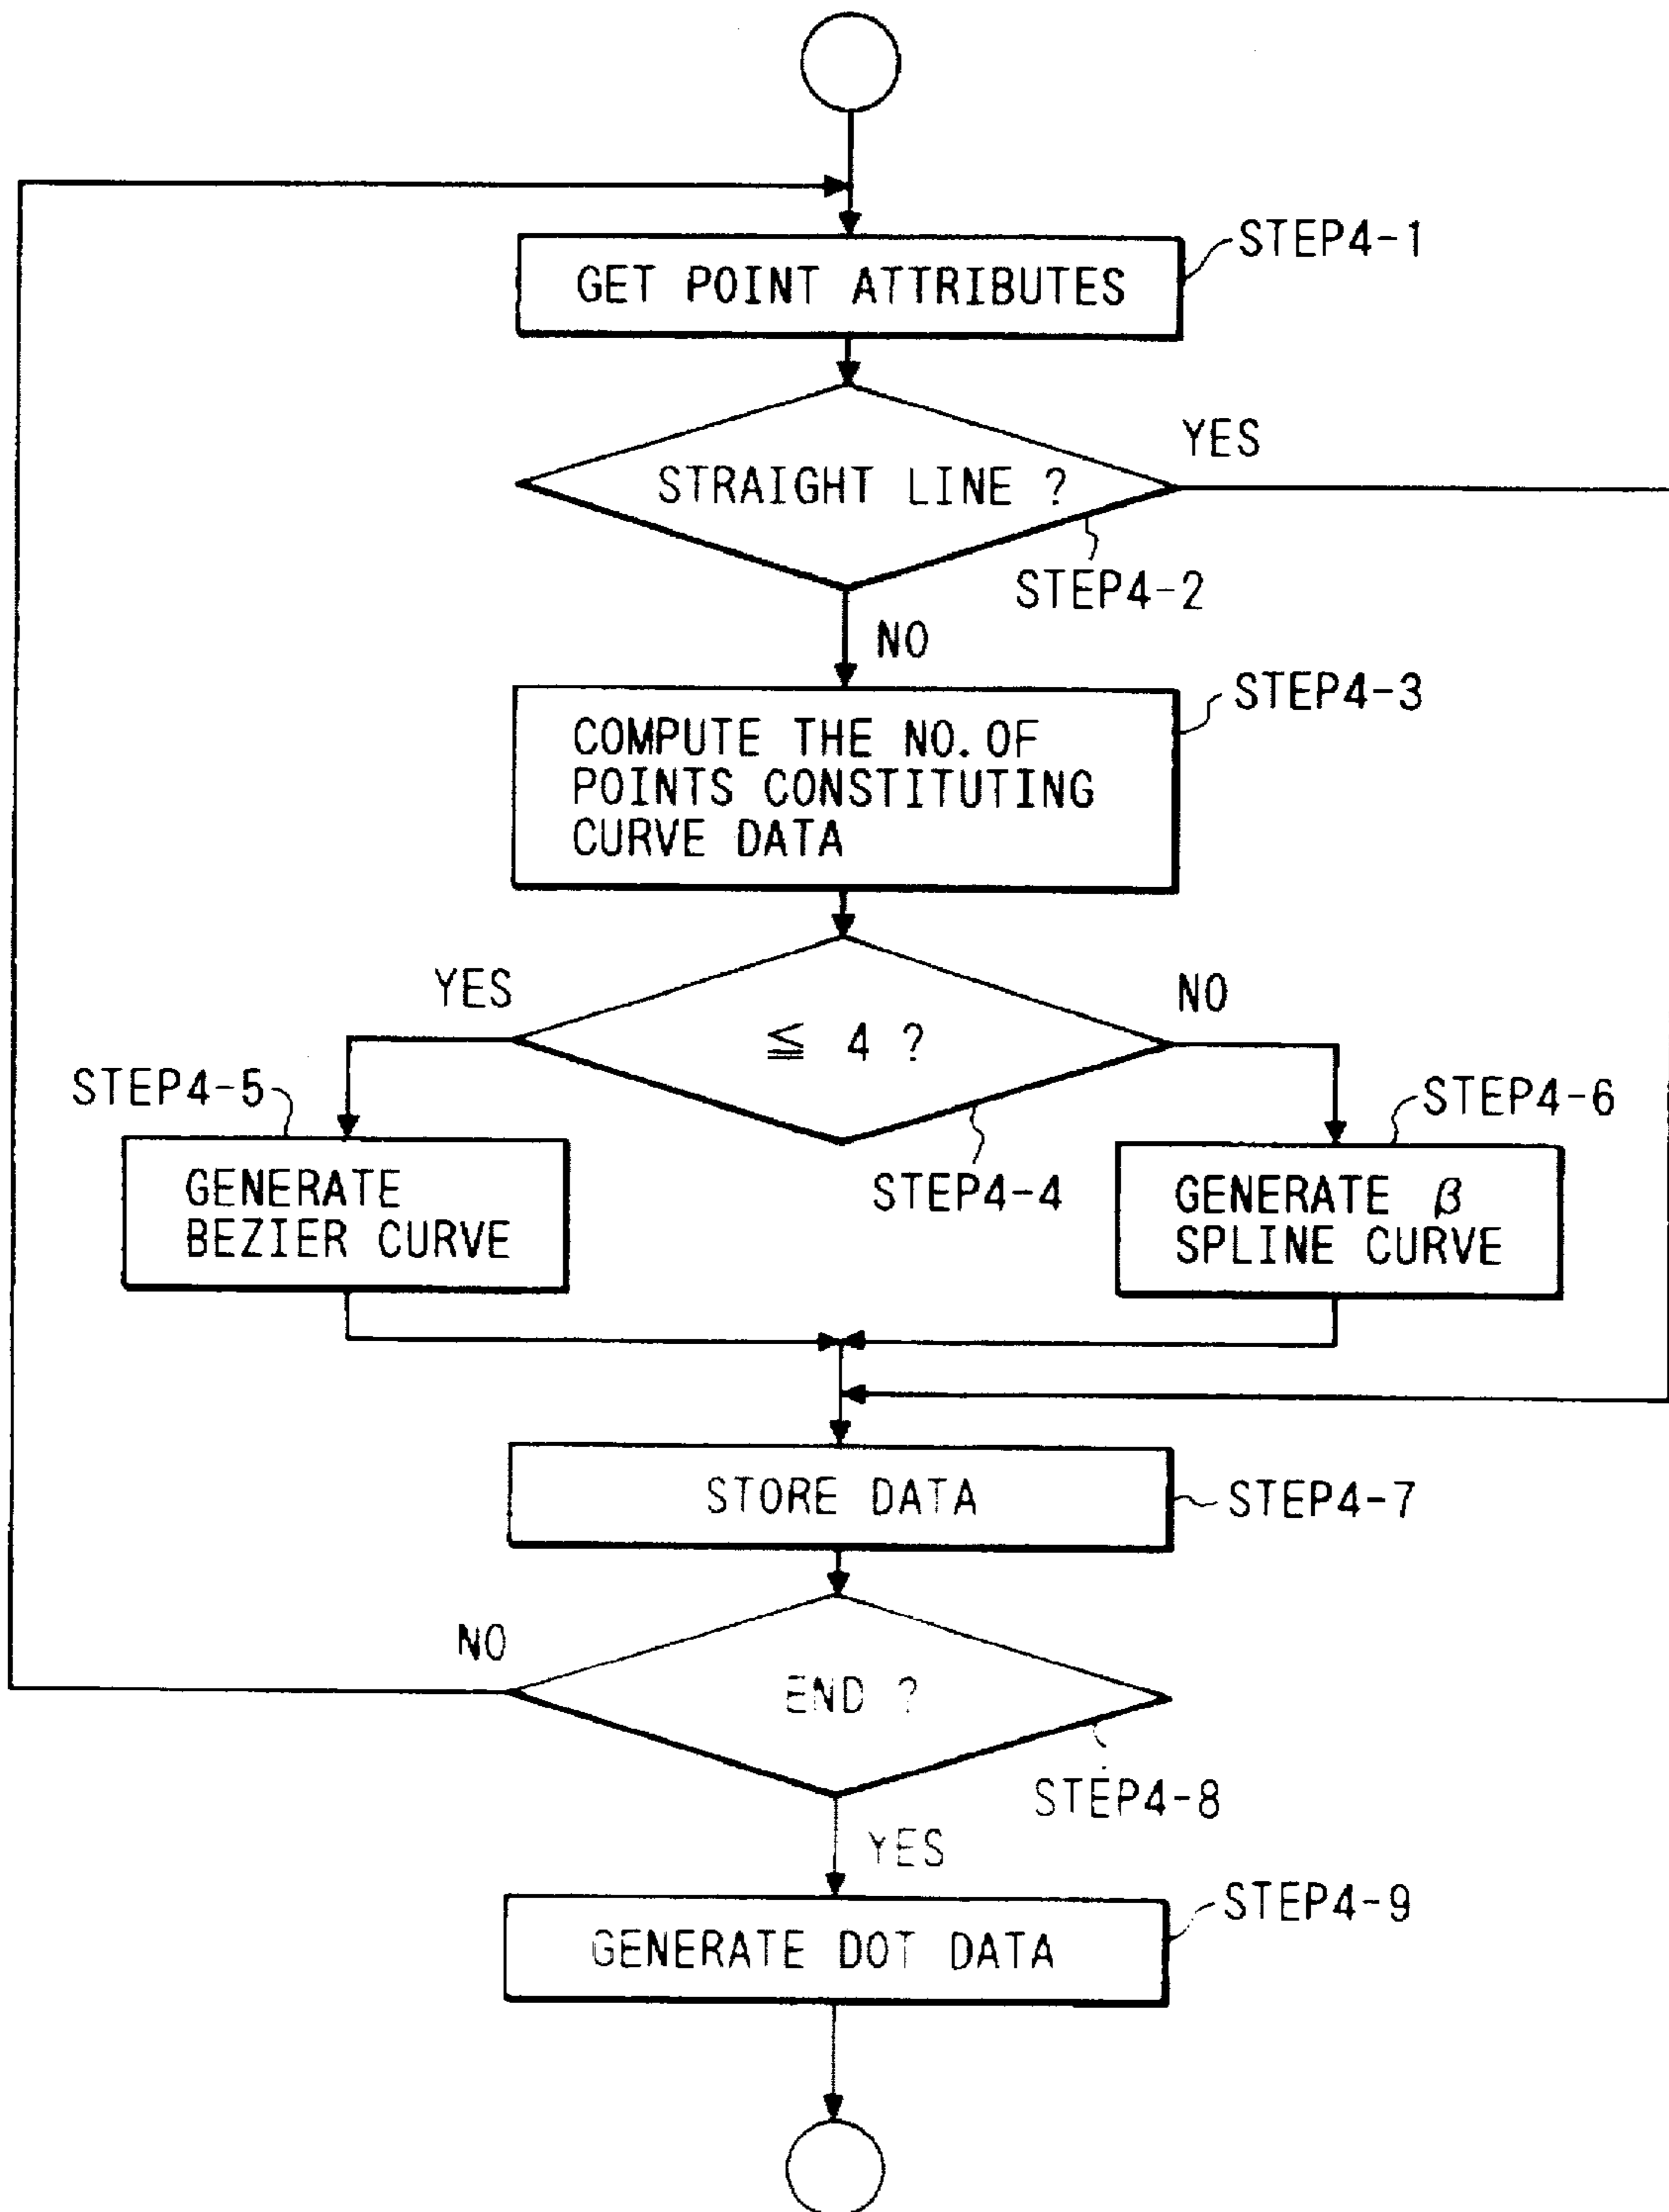 STEP4-1
GET POINT ATTRIBUTES
YES
STRAIGHT LINE ?
STEP4-2
NO
STEP4-3
COMPUTE THE NO. OF
POINTS CONSTITUTING
CURVE DATA
YES
NO
≦ 4 ?
STEP4-5
STEP4-6
STEP4-4
GENERATE
BEZIER CURVE
GENERATE β
SPLINE CURVE
STORE DATA
STEP4-7
NO
END ?
STEP4-8
YES
STEP4-9
GENERATE DOT DATA